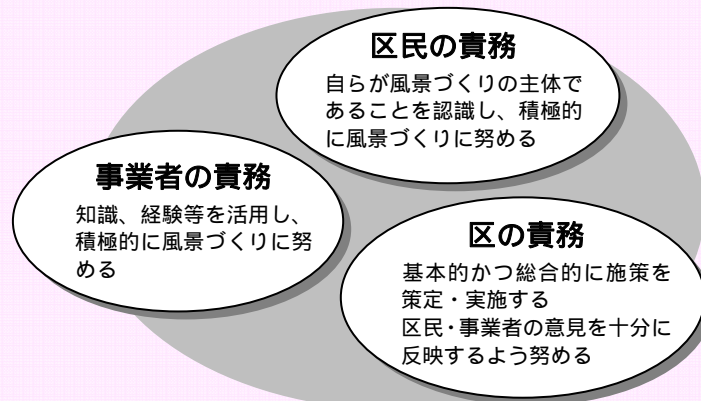 区民の責務
自らが風景づくりの主体で
あることを認識し、積極的
に風景づくりに努める
事業者の責務
知識、経験等を活用し、
積極的に風景づくりに努
める
区の責務
基本的かつ総合的に施策を
策定・実施する
区民・事業者の意見を十分に
反映するよう努める